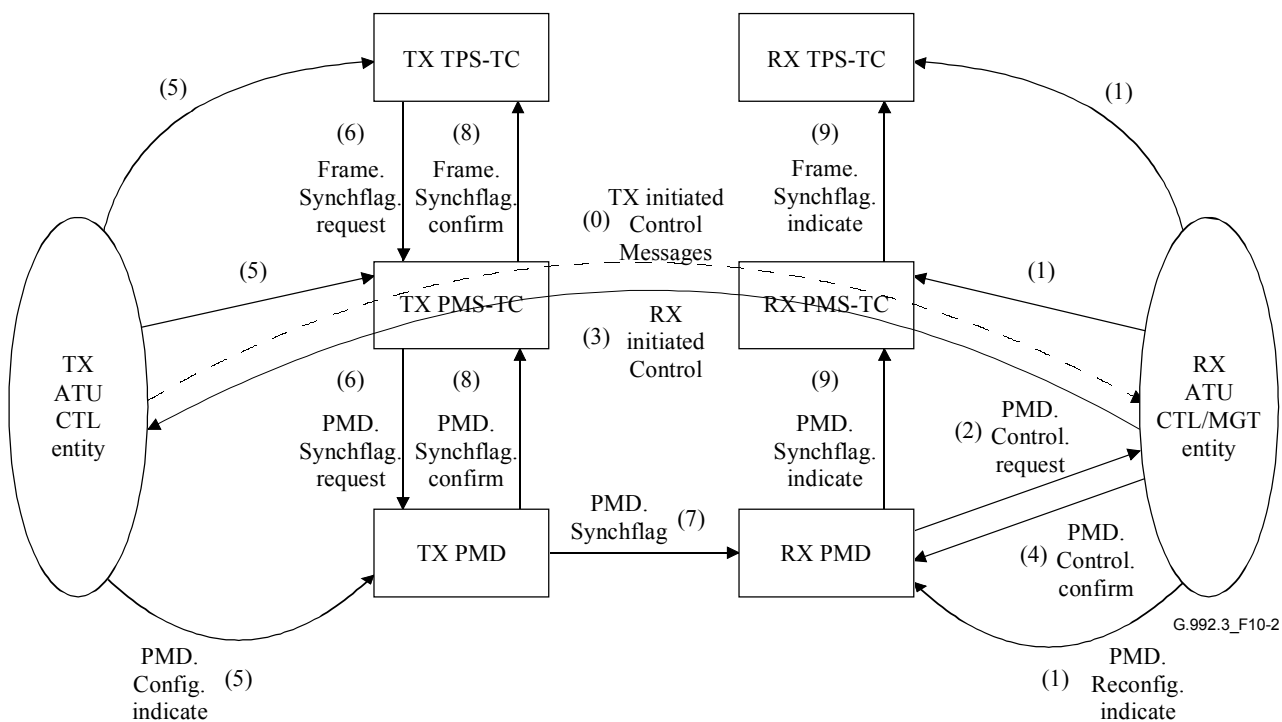 TX TPS-TC
RX TPS-TC
(5)
(1)
(6)
(8)
(9)
Frame.
Synchflag.
request
Frame.
Synchflag.
confirm
(0)
TX initiated
Control
Messages
Frame.
Synchflag.
indicate
(5)
(1)
TX PMS-TC
RX PMS-TC
(3)
RX
initiated
Control
TX
ATU
CTL
entity
RX
ATU
CTL/MGT
entity
(6)
(8)
(9)
PMD.
Synchflag.
request
PMD.
Synchflag.
confirm
PMD.
Synchflag.
indicate
(2)
PMD.
Control.
request
PMD.
Synchflag
(7)
TX PMD
RX PMD
(4)
PMD.
Control.
confirm
G.992.3_F10-2
PMD.
Config.
indicate
(5)
(1)
PMD.
Reconfig.
indicate